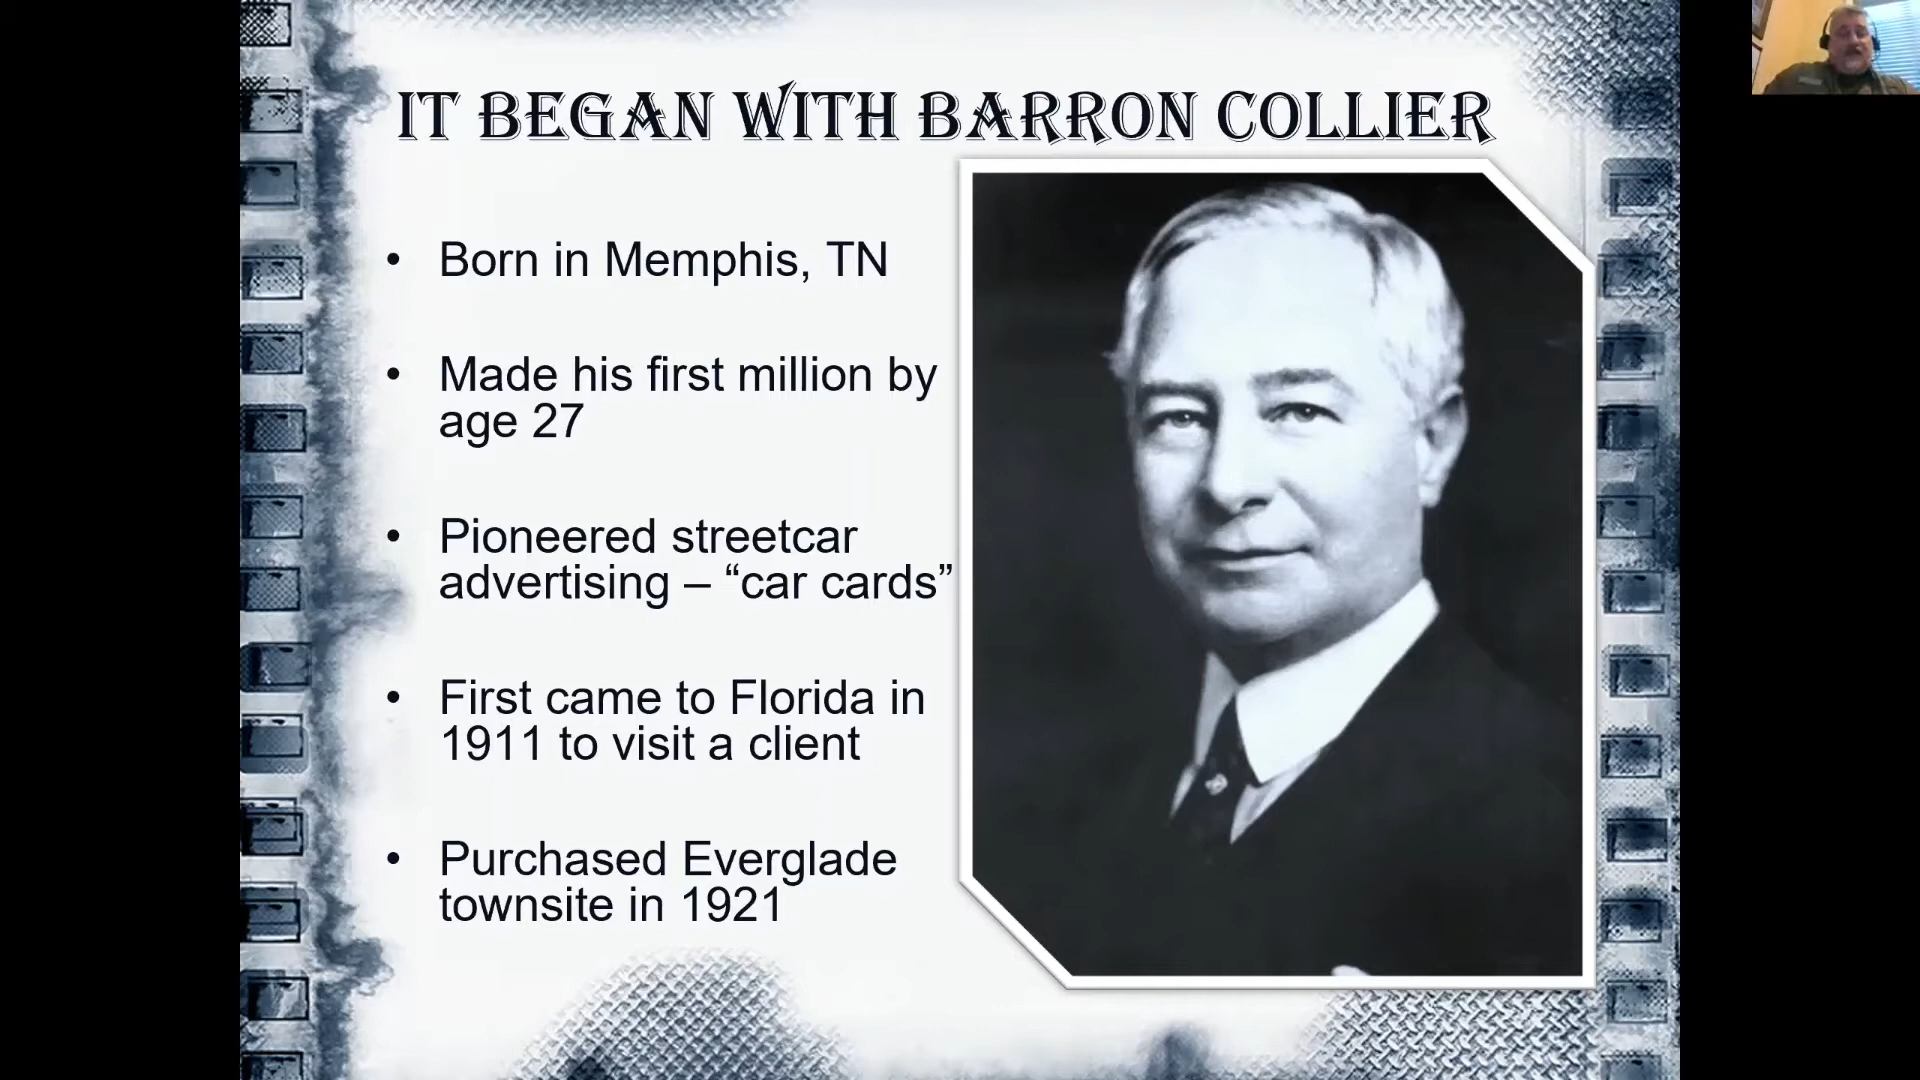 IT BEGAN WITH BARRON COLLIER
• Born in Memphis, TN
• Made his first million by
age 27
• Pioneered streetcar
advertising – “car cards”
• First came to Florida in
1911 to visit a client
• Purchased Everglade
townsite in 1921